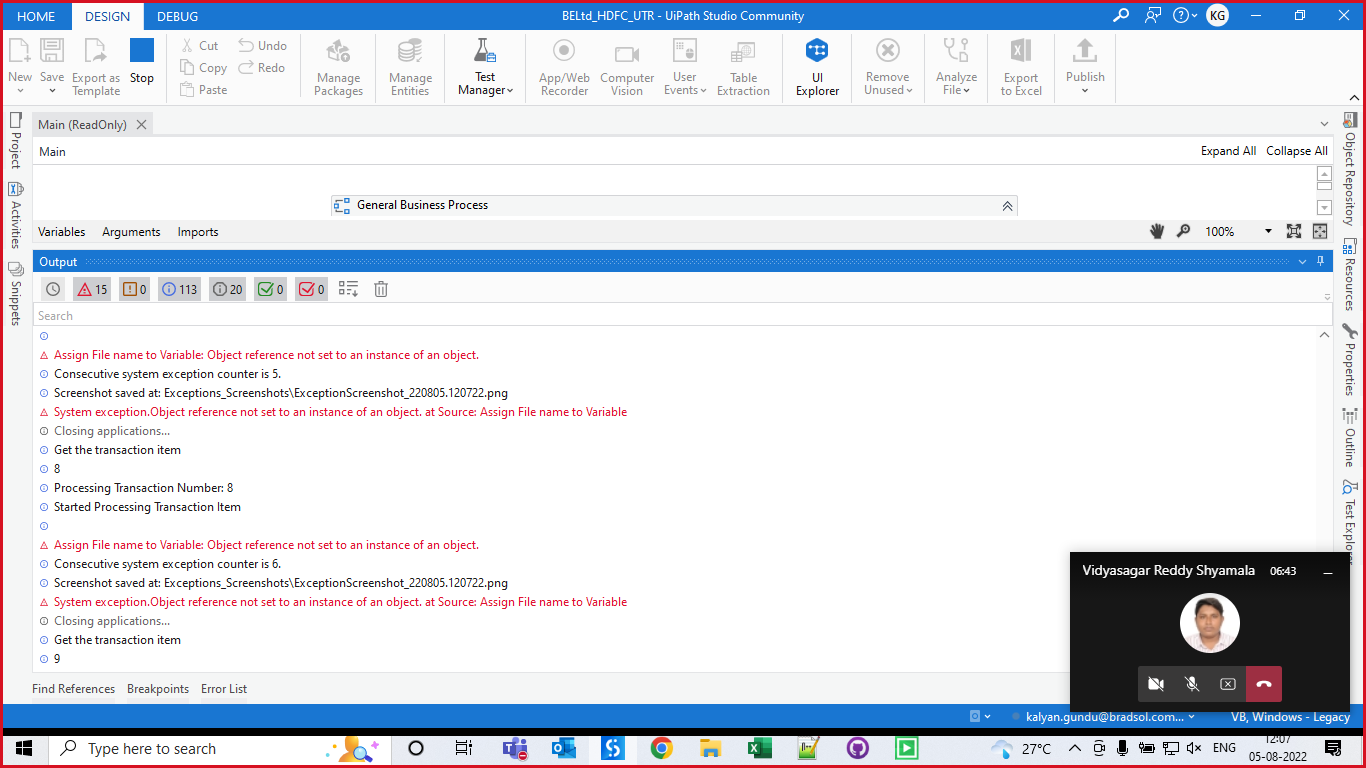 HOME DESIGN DEBUG BELtd_HDFC_UTR - UiPath Studio Community KG
New Save Export as Template Stop Cut Copy Paste Undo Redo Manage Packages Manage Entities Test Manager App/Web Recorder Computer Vision User Events Table Extraction UI Explorer Remove Unused Analyze File Export to Excel Publish
Main (ReadOnly)
Main Expand All Collapse All
General Business Process
Variables Arguments Imports 100%
Project
Activities
Snippets
Output
15 0 113 20 0 0
Search
Assign File name to Variable: Object reference not set to an instance of an object.
Consecutive system exception counter is 5.
Screenshot saved at: Exceptions_Screenshots\ExceptionScreenshot_220805.120722.png
System exception.Object reference not set to an instance of an object. at Source: Assign File name to Variable
Closing applications...
Get the transaction item
8
Processing Transaction Number: 8
Started Processing Transaction Item
Assign File name to Variable: Object reference not set to an instance of an object.
Consecutive system exception counter is 6.
Screenshot saved at: Exceptions_Screenshots\ExceptionScreenshot_220805.120722.png
System exception.Object reference not set to an instance of an object. at Source: Assign File name to Variable
Closing applications...
Get the transaction item
9
Object Repository
Resources
Properties
Outline
Test Explorer
Vidyasagar Reddy Shyamala 06:43
Find References Breakpoints Error List
kalyan.gundu@bradsol.com... VB, Windows - Legacy
Type here to search 27°C ENG 12:07
05-08-2022